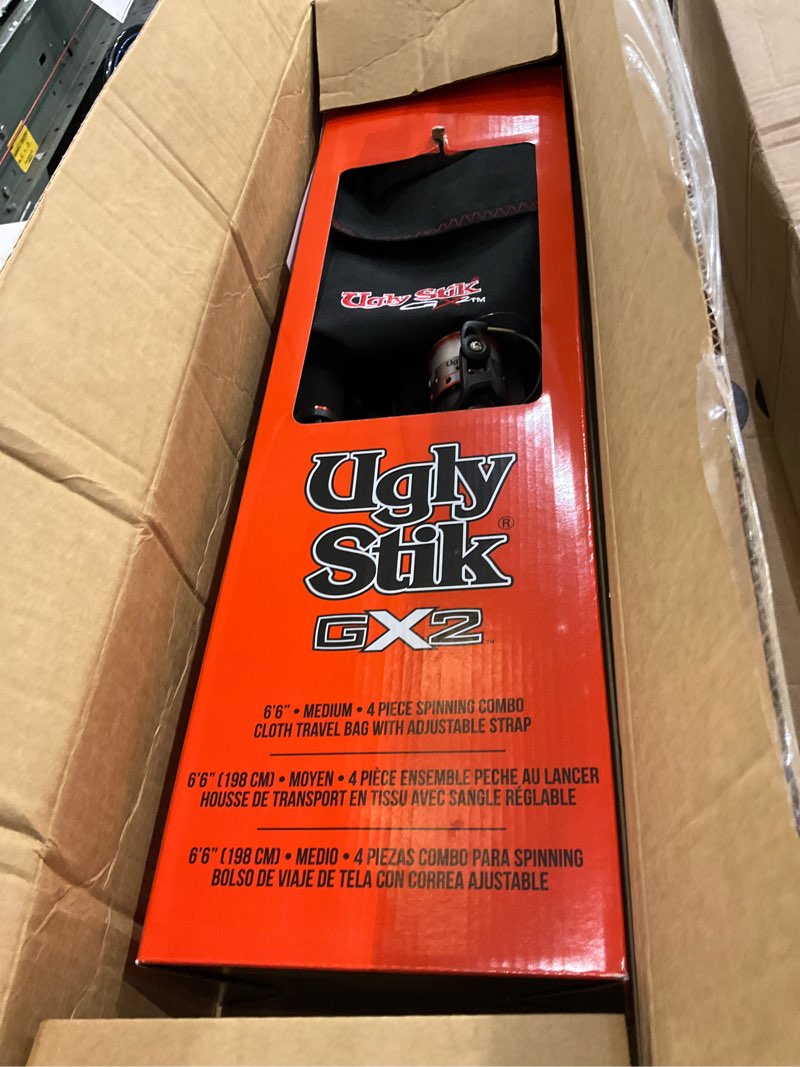 Ugly Stik
GX2™
Ugly
Stik®
GX2™
6'6" • MEDIUM • 4 PIECE SPINNING COMBO
CLOTH TRAVEL BAG WITH ADJUSTABLE STRAP
6'6" (198 CM) • MOYEN • 4 PIÈCE ENSEMBLE PECHE AU LANCER
HOUSSE DE TRANSPORT EN TISSU AVEC SANGLE RÉGLABLE
6'6" (198 CM) • MEDIO • 4 PIEZAS COMBO PARA SPINNING
BOLSO DE VIAJE DE TELA CON CORREA AJUSTABLE